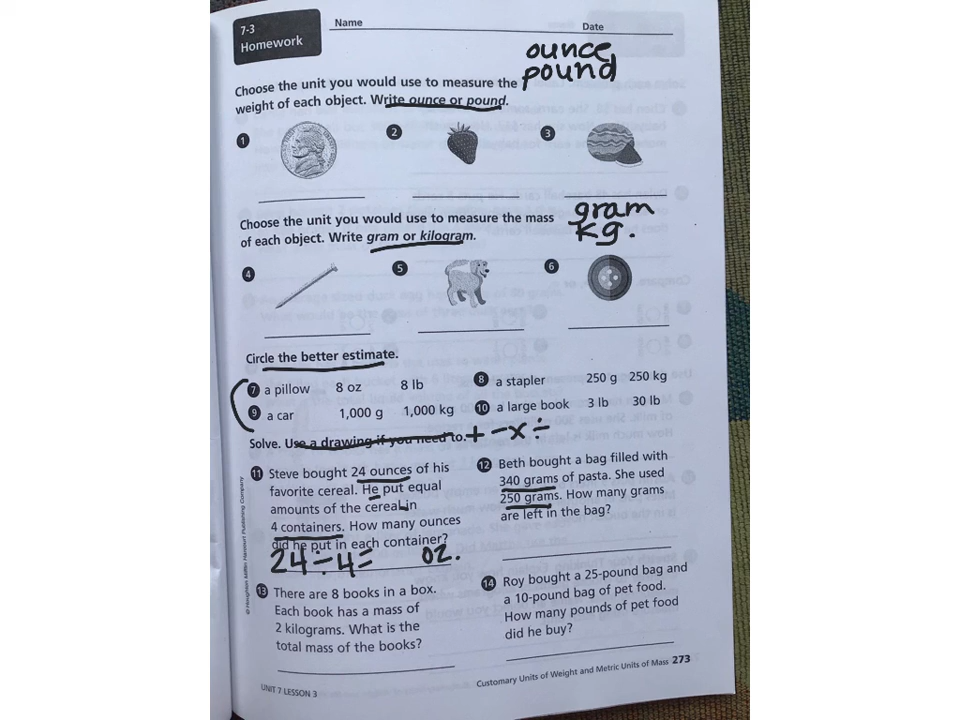 7-3
Homework
Name
Date
ounce
pound
Choose the unit you would use to measure the
weight of each object. Write ounce or pound.
1
2
3
Choose the unit you would use to measure the mass
of each object. Write gram or kilogram.
gram
kg.
4
5
6
Circle the better estimate.
7 a pillow 8 oz 8 lb
8 a stapler 250 g 250 kg
9 a car 1,000 g 1,000 kg
10 a large book 3 lb 30 lb
Solve. Use a drawing if you need to. + - x ÷
11 Steve bought 24 ounces of his
favorite cereal. He put equal
amounts of the cereal in
4 containers. How many ounces
did he put in each container?
24÷4= oz.
12 Beth bought a bag filled with
340 grams of pasta. She used
250 grams. How many grams
are left in the bag?
13 There are 8 books in a box.
Each book has a mass of
2 kilograms. What is the
total mass of the books?
14 Roy bought a 25-pound bag and
a 10-pound bag of pet food.
How many pounds of pet food
did he buy?
© Houghton Mifflin Harcourt Publishing Company
UNIT 7 LESSON 3
Customary Units of Weight and Metric Units of Mass 273